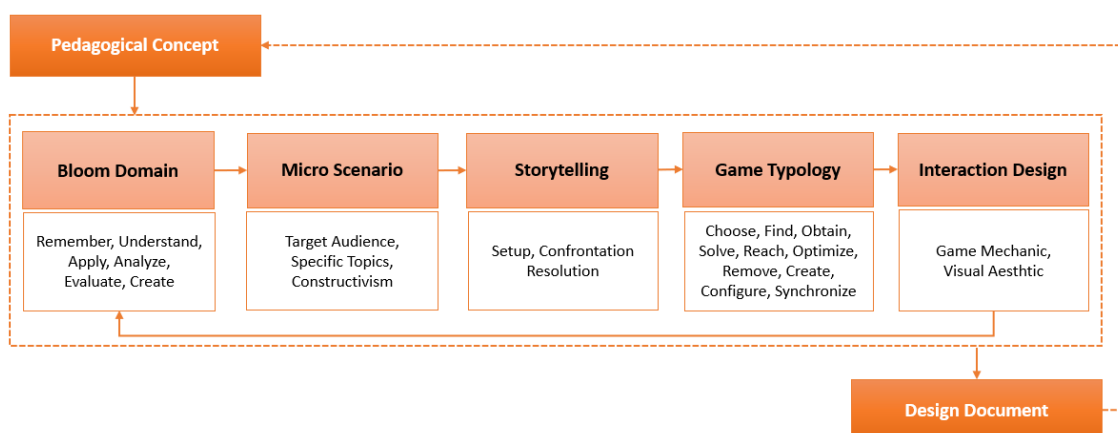 Pedagogical Concept
Bloom Domain
Micro Scenario
Storytelling
Game Typology
Interaction Design
Remember, Understand,
Apply, Analyze,
Evaluate, Create
Target Audience,
Specific Topics,
Constructivism
Setup, Confrontation
Resolution
Choose, Find, Obtain,
Solve, Reach, Optimize,
Remove, Create,
Configure, Synchronize
Game Mechanic,
Visual Aesthtic
Design Document